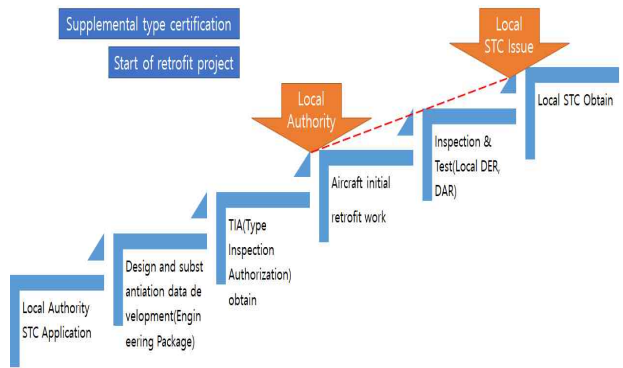 Supplemental type certification
Start of retrofit project
Local
Authority
Local
STC Issue
Local Authority
STC Application
Design and subst
antiation data de
velopment(Engin
eering Package)
TIA(Type
Inspection
Authorization)
obtain
Aircraft initial
retrofit work
Inspection &
Test(Local DER,
DAR)
Local STC Obtain